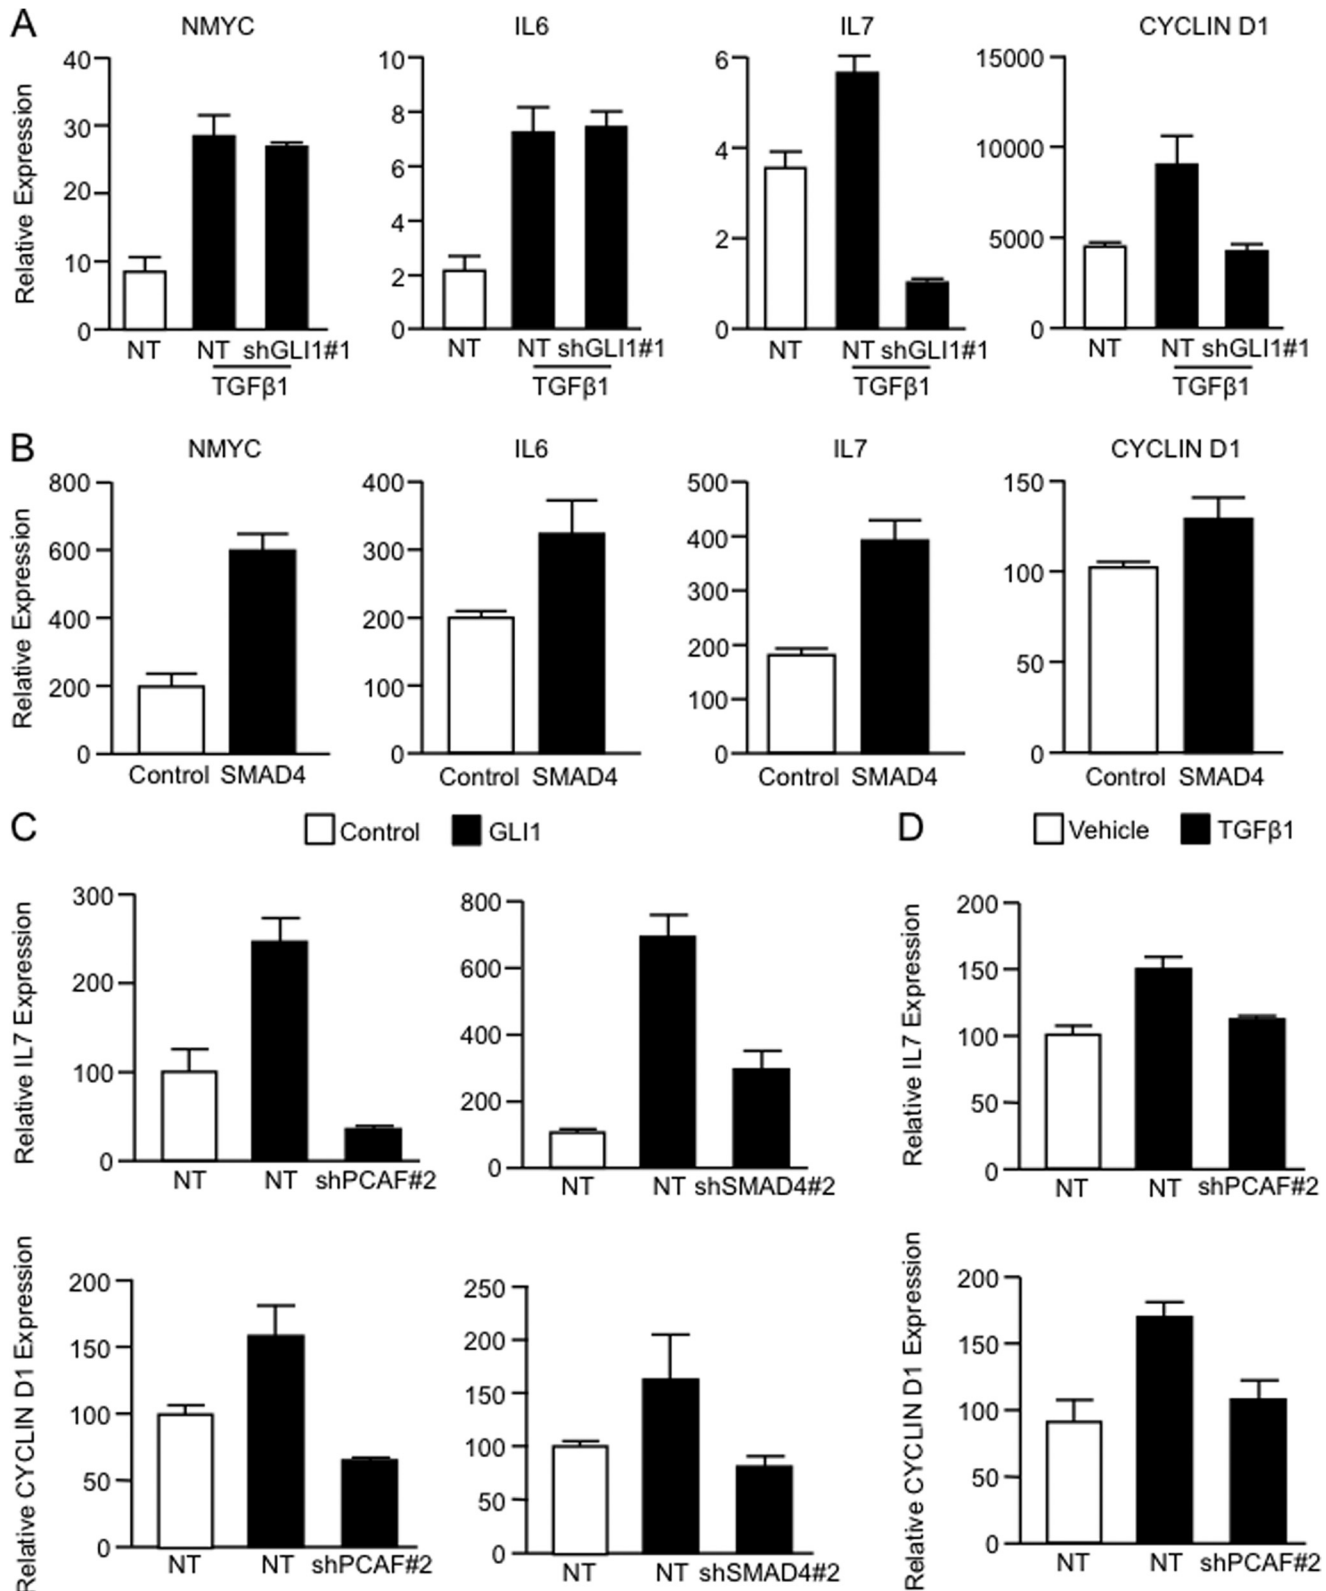 A
NMYC IL6 IL7 CYCLIN D1
Relative Expression
40 30 20 10 0
NT NT shGLI1#1
TGFβ1
10 8 6 4 2 0
NT NT shGLI1#1
TGFβ1
6 4 2 0
NT NT shGLI1#1
TGFβ1
15000 10000 5000 0
NT NT shGLI1#1
TGFβ1
B
NMYC IL6 IL7 CYCLIN D1
Relative Expression
800 600 400 200 0
Control SMAD4
400 300 200 100 0
Control SMAD4
500 400 300 200 100 0
Control SMAD4
150 100 50 0
Control SMAD4
C
Control GLI1
Relative IL7 Expression
300 200 100 0
NT NT shPCAF#2
800 600 400 200 0
NT NT shSMAD4#2
Relative CYCLIN D1 Expression
200 150 100 50 0
NT NT shPCAF#2
250 200 150 100 50 0
NT NT shSMAD4#2
D
Vehicle TGFβ1
Relative IL7 Expression
200 150 100 50 0
NT NT shPCAF#2
Relative CYCLIN D1 Expression
200 150 100 50 0
NT NT shPCAF#2